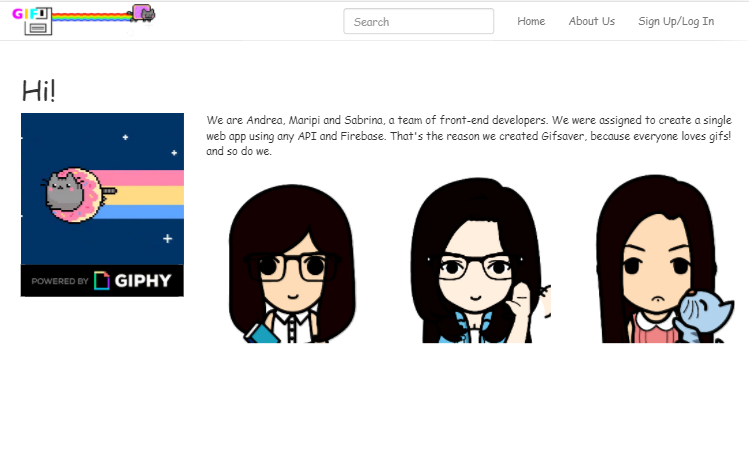 GIF
Search
Home
About Us
Sign Up/Log In
Hi!
We are Andrea, Maripi and Sabrina, a team of front-end developers. We were assigned to create a single
web app using any API and Firebase. That's the reason we created Gifsaver, because everyone loves gifs!
and so do we.
POWERED BY GIPHY